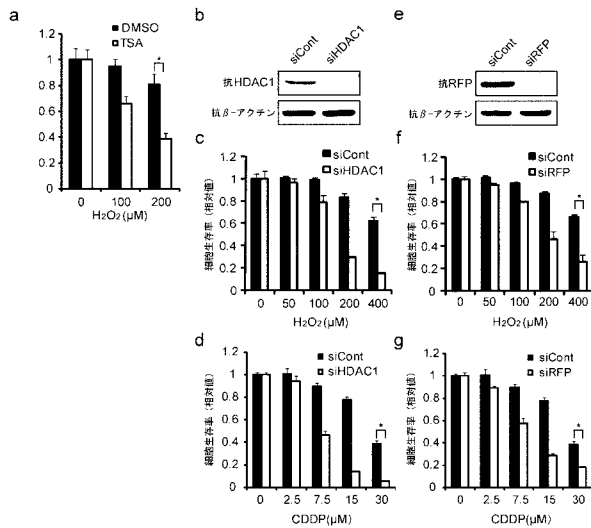 a
DMSO
TSA
*
1.2
1
0.8
0.6
0.4
0.2
0
0 100 200
H2O2(μM)
b
siCont siHDAC1
抗HDAC1
抗β-アクチン
c
siCont
siHDAC1
*
細胞生存率（相対値）
1.2
1
0.8
0.6
0.4
0.2
0
0 50 100 200 400
H2O2(μM)
d
siCont
siHDAC1
*
細胞生存率（相対値）
1.2
1
0.8
0.6
0.4
0.2
0
0 2.5 7.5 15 30
CDDP(μM)
e
siCont siRFP
抗RFP
抗β-アクチン
f
siCont
siRFP
*
細胞生存率（相対値）
1.2
1
0.8
0.6
0.4
0.2
0
0 50 100 200 400
H2O2(μM)
g
siCont
siRFP
*
細胞生存率（相対値）
1.2
1
0.8
0.6
0.4
0.2
0
0 2.5 7.5 15 30
CDDP(μM)